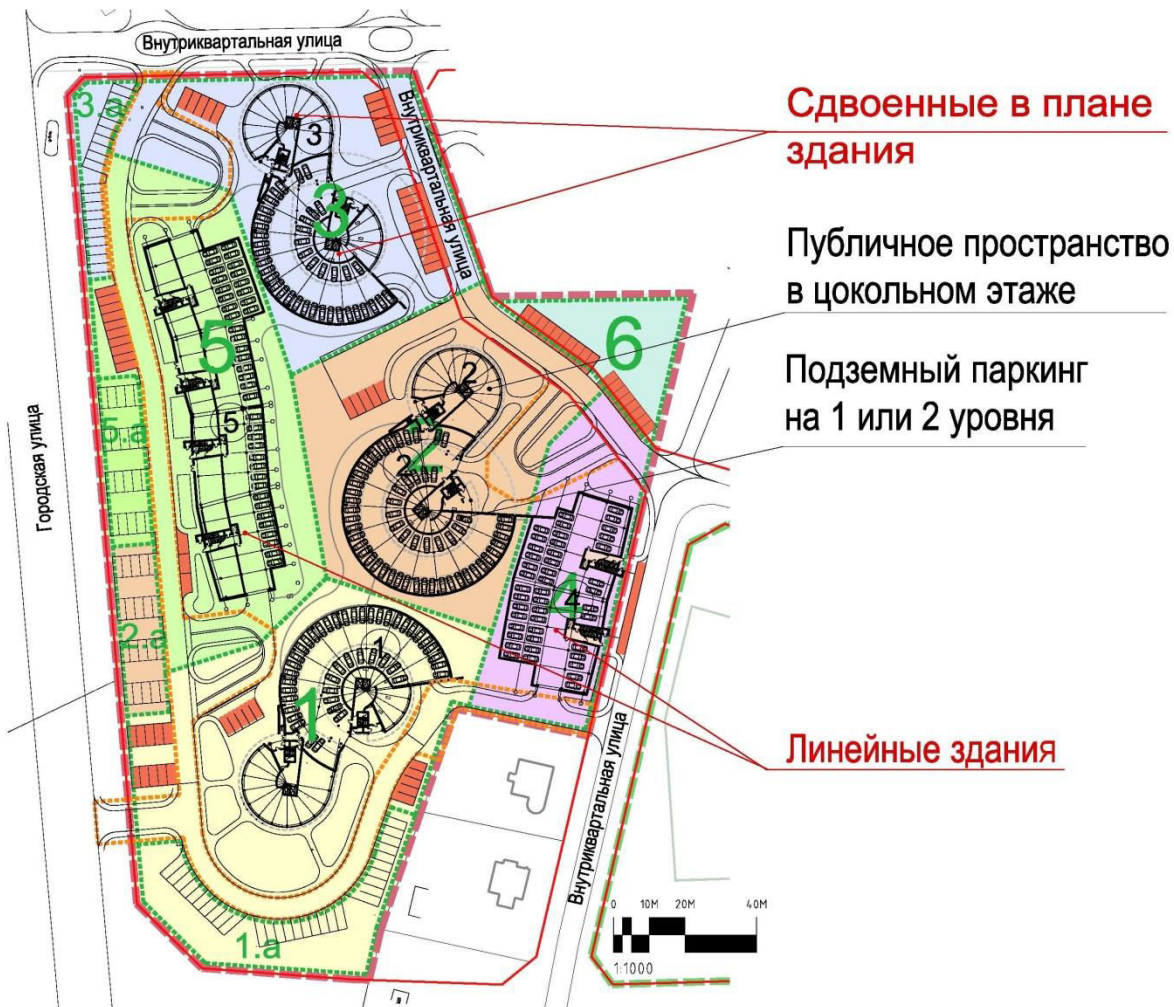 Внутриквартальная улица
3.а
Сдвоенные в плане
здания
3
3
Внутриквартальная улица
Публичное пространство
в цокольном этаже
Подземный паркинг
на 1 или 2 уровня
6
5
5
2
2
2
5.а
Городская улица
4
4
2.а
1
1
Линейные здания
Внутриквартальная улица
0 10М 20М 40М
1:1000
1.а